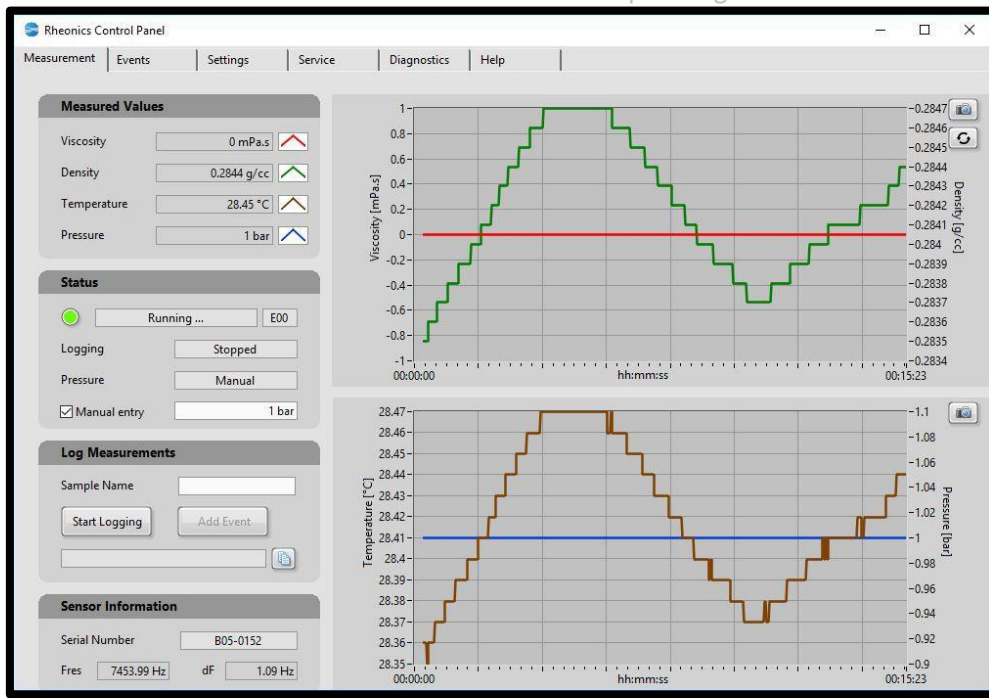 Rheonics Control Panel
Measurement Events Settings Service Diagnostics Help
Measured Values
Viscosity 0 mPa.s
Density 0.2844 g/cc
Temperature 28.45 °C
Pressure 1 bar
Status
Running ... E00
Logging Stopped
Pressure Manual
Manual entry 1 bar
Log Measurements
Sample Name
Start Logging Add Event
Sensor Information
Serial Number B05-0152
Fres 7453.99 Hz dF 1.09 Hz
Viscosity [mPa.s]
1
0.8
0.6
0.4
0.2
0
-0.2
-0.4
-0.6
-0.8
-1
00:00:00 hh:mm:ss 00:15:23
-0.2847
-0.2846
-0.2845
-0.2844
-0.2843
-0.2842
-0.2841
-0.284
-0.2839
-0.2838
-0.2837
-0.2836
-0.2835
-0.2834
Density [g/cc]
Temperature [°C]
28.47
28.46
28.45
28.44
28.43
28.42
28.41
28.4
28.39
28.38
28.37
28.36
28.35
00:00:00 hh:mm:ss 00:15:23
-1.1
-1.08
-1.06
-1.04
-1.02
-1
-0.98
-0.96
-0.94
-0.92
-0.9
Pressure [bar]